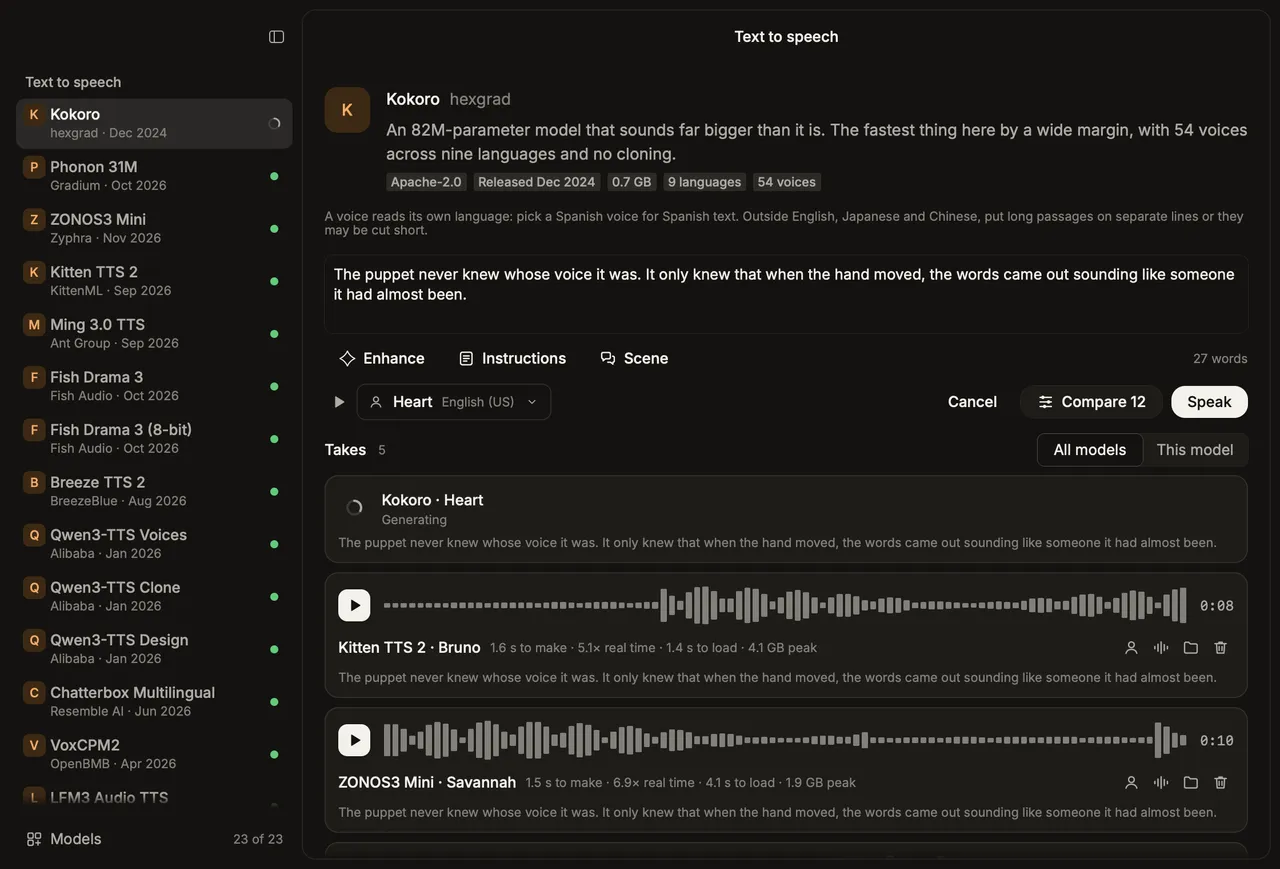 Text to speech
K Kokoro
hexgrad · Dec 2024
P Phonon 31M
Gradium · Oct 2026
Z ZONOS3 Mini
Zyphra · Nov 2026
K Kitten TTS 2
KittenML · Sep 2026
M Ming 3.0 TTS
Ant Group · Sep 2026
F Fish Drama 3
Fish Audio · Oct 2026
F Fish Drama 3 (8-bit)
Fish Audio · Oct 2026
B Breeze TTS 2
BreezeBlue · Aug 2026
Q Qwen3-TTS Voices
Alibaba · Jan 2026
Q Qwen3-TTS Clone
Alibaba · Jan 2026
Q Qwen3-TTS Design
Alibaba · Jan 2026
C Chatterbox Multilingual
Resemble AI · Jun 2026
V VoxCPM2
OpenBMB · Apr 2026
L LFM3 Audio TTS
Models 23 of 23
Text to speech
K
Kokoro hexgrad
An 82M-parameter model that sounds far bigger than it is. The fastest thing here by a wide margin, with 54 voices
across nine languages and no cloning.
Apache-2.0 Released Dec 2024 0.7 GB 9 languages 54 voices
A voice reads its own language: pick a Spanish voice for Spanish text. Outside English, Japanese and Chinese, put long passages on separate lines or they
may be cut short.
The puppet never knew whose voice it was. It only knew that when the hand moved, the words came out sounding like someone
it had almost been.
Enhance Instructions Scene 27 words
Heart English (US) Cancel Compare 12 Speak
Takes 5 All models This model
Kokoro · Heart
Generating
The puppet never knew whose voice it was. It only knew that when the hand moved, the words came out sounding like someone it had almost been.
0:08
Kitten TTS 2 · Bruno 1.6 s to make · 5.1× real time · 1.4 s to load · 4.1 GB peak
The puppet never knew whose voice it was. It only knew that when the hand moved, the words came out sounding like someone it had almost been.
0:10
ZONOS3 Mini · Savannah 1.5 s to make · 6.9× real time · 4.1 s to load · 1.9 GB peak
The puppet never knew whose voice it was. It only knew that when the hand moved, the words came out sounding like someone it had almost been.